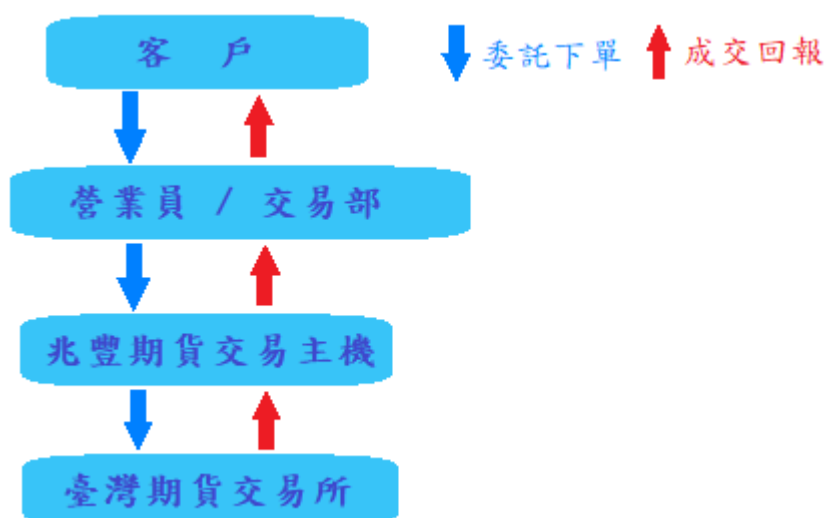 客 戶
委託下單
成交回報
營業員 / 交易部
兆豐期貨交易主機
臺灣期貨交易所